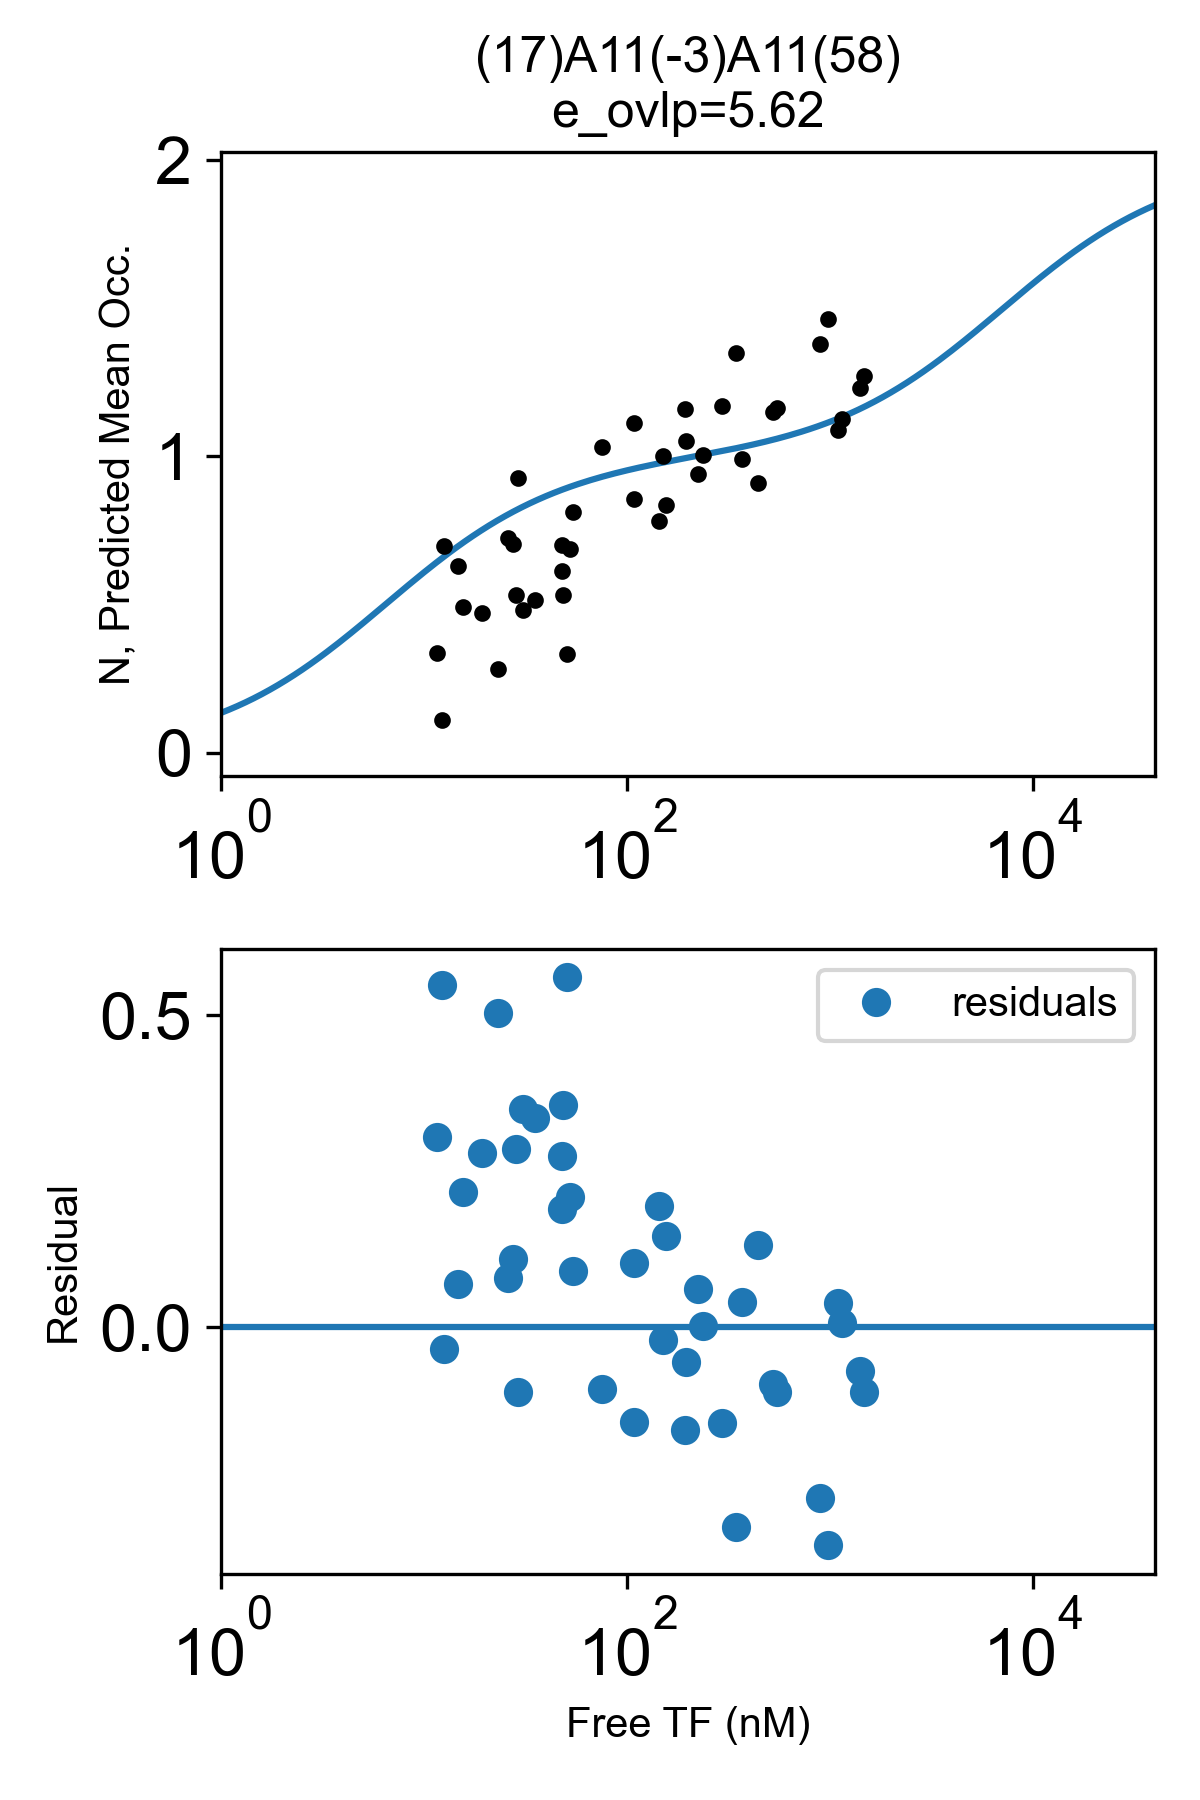 (17)A11(-3)A11(58)
e_ovlp=5.62
N, Predicted Mean Occ.
2
1
0
10^0
10^2
10^4
residuals
Residual
0.5
0.0
10^0
10^2
10^4
Free TF (nM)